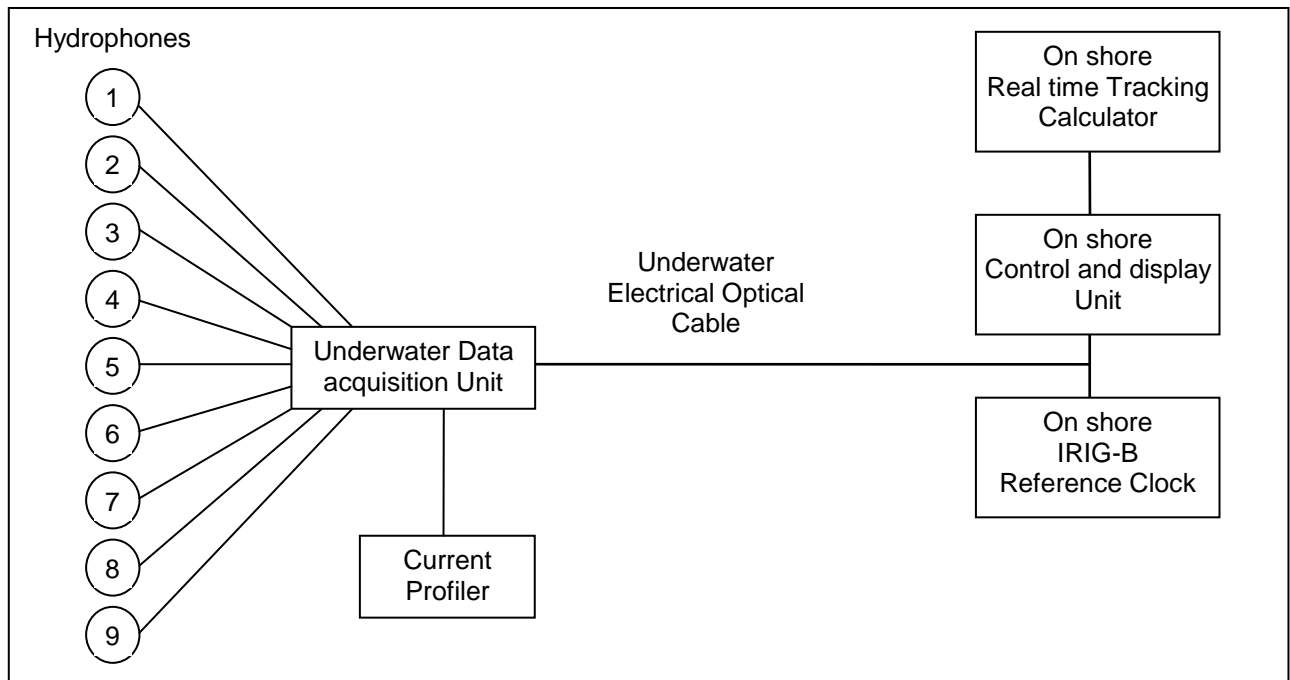 Hydrophones
1
2
3
4
5
6
7
8
9
Underwater Data
acquisition Unit
Current
Profiler
Underwater
Electrical Optical
Cable
On shore
Real time Tracking
Calculator
On shore
Control and display
Unit
On shore
IRIG-B
Reference Clock